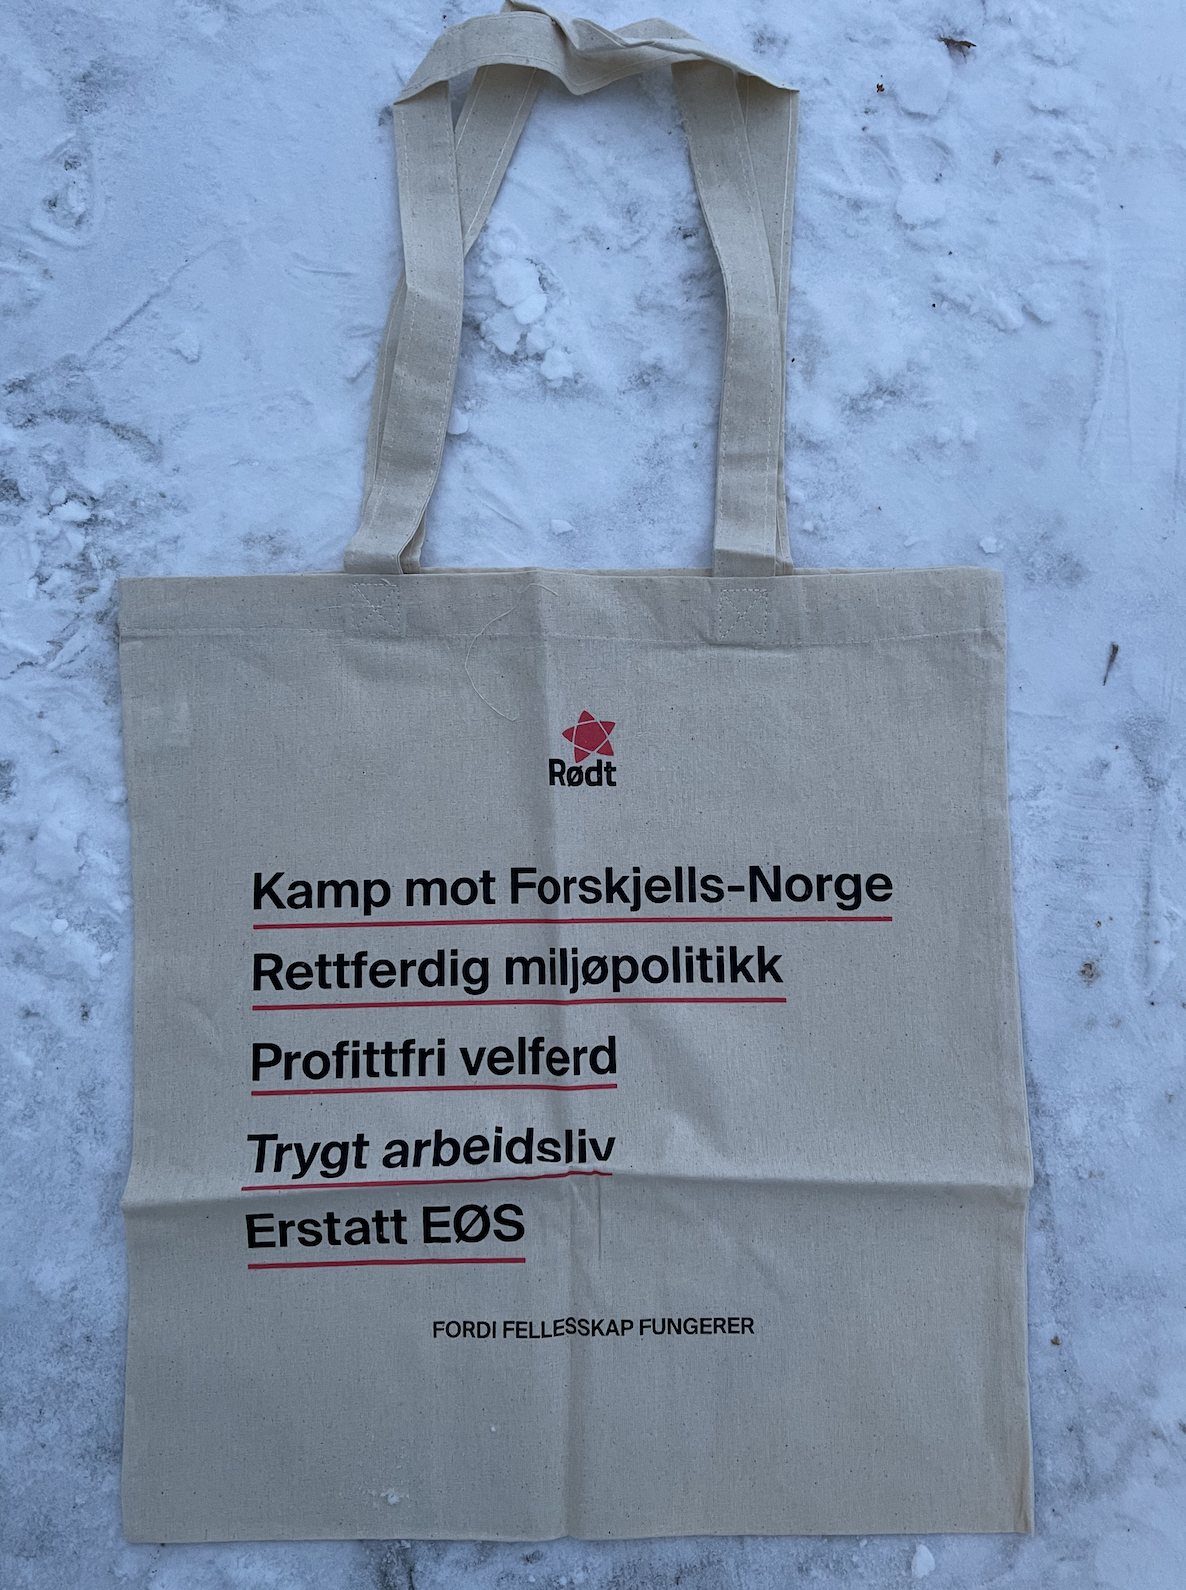 Rødt
Kamp mot Forskjells-Norge
Rettferdig miljøpolitikk
Profittfri velferd
Trygt arbeidsliv
Erstatt EØS
FORDI FELLESSKAP FUNGERER